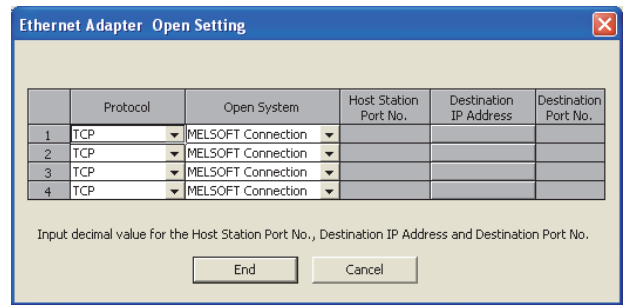 Ethernet Adapter Open Setting
Protocol Open System Host Station Port No. Destination IP Address Destination Port No.
1 TCP MELSOFT Connection
2 TCP MELSOFT Connection
3 TCP MELSOFT Connection
4 TCP MELSOFT Connection
Input decimal value for the Host Station Port No., Destination IP Address and Destination Port No.
End Cancel